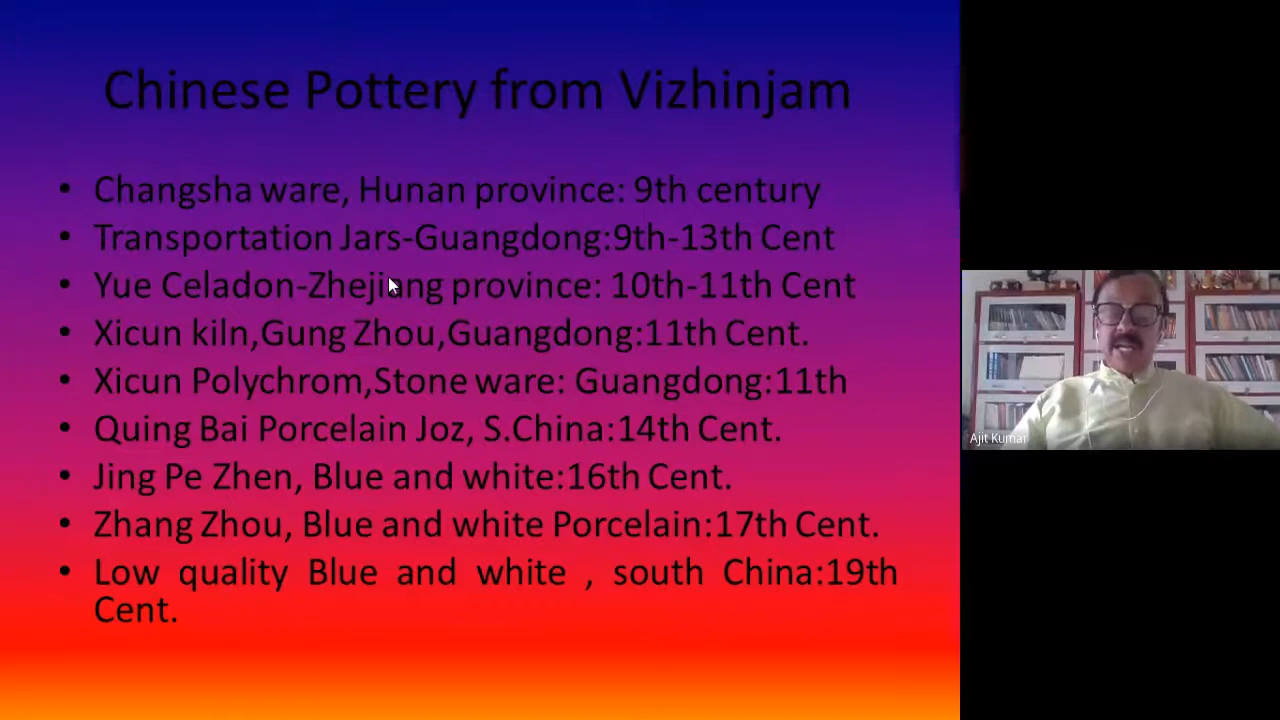 Chinese Pottery from Vizhinjam
• Changsha ware, Hunan province: 9th century
• Transportation Jars-Guangdong:9th-13th Cent
• Yue Celadon-Zhejiang province: 10th-11th Cent
• Xicun kiln,Gung Zhou,Guangdong:11th Cent.
• Xicun Polychrom,Stone ware: Guangdong:11th
• Quing Bai Porcelain Joz, S.China:14th Cent.
• Jing Pe Zhen, Blue and white:16th Cent.
• Zhang Zhou, Blue and white Porcelain:17th Cent.
• Low quality Blue and white , south China:19th
Cent.
Ajit Kumar